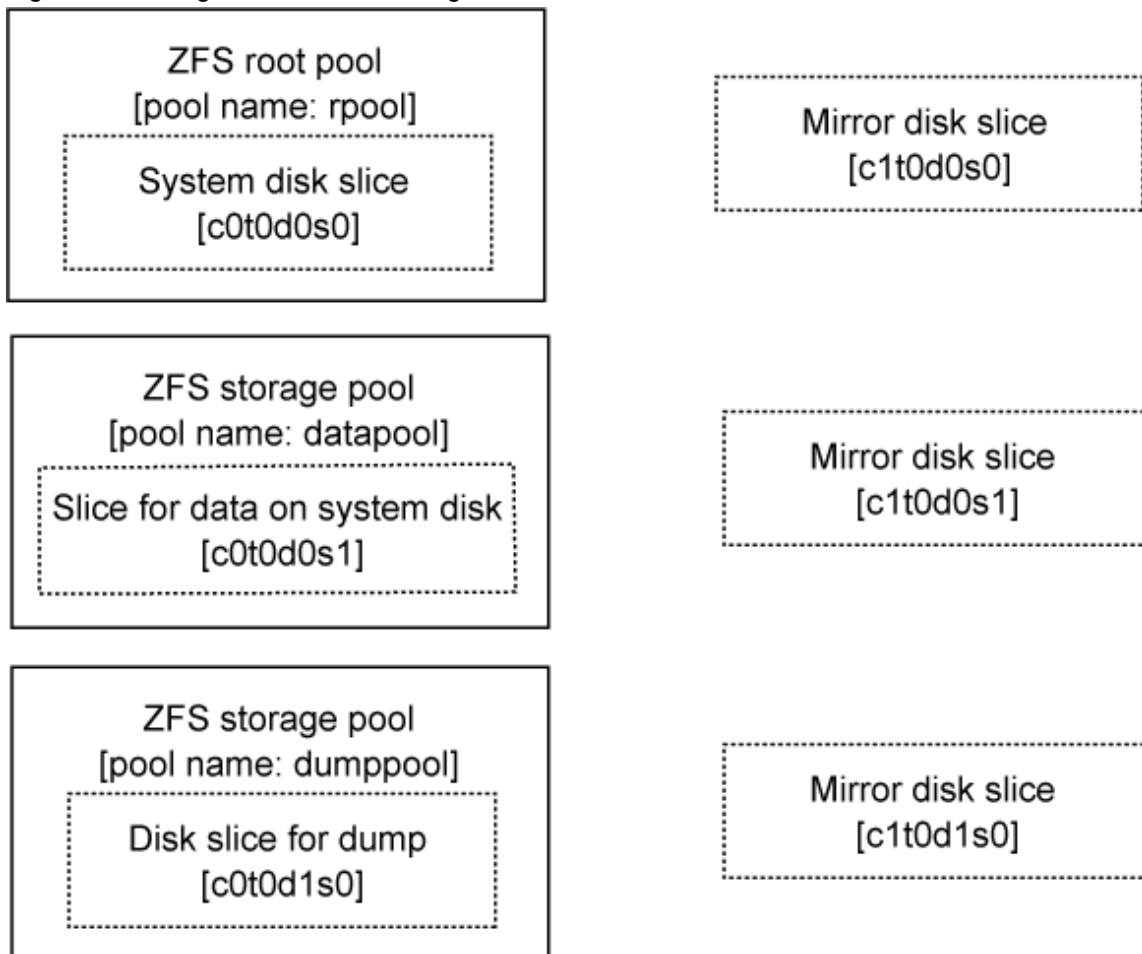 ZFS root pool
[pool name: rpool]
System disk slice
[c0t0d0s0]
Mirror disk slice
[c1t0d0s0]
ZFS storage pool
[pool name: datapool]
Slice for data on system disk
[c0t0d0s1]
Mirror disk slice
[c1t0d0s1]
ZFS storage pool
[pool name: dumppool]
Disk slice for dump
[c0t0d1s0]
Mirror disk slice
[c1t0d1s0]